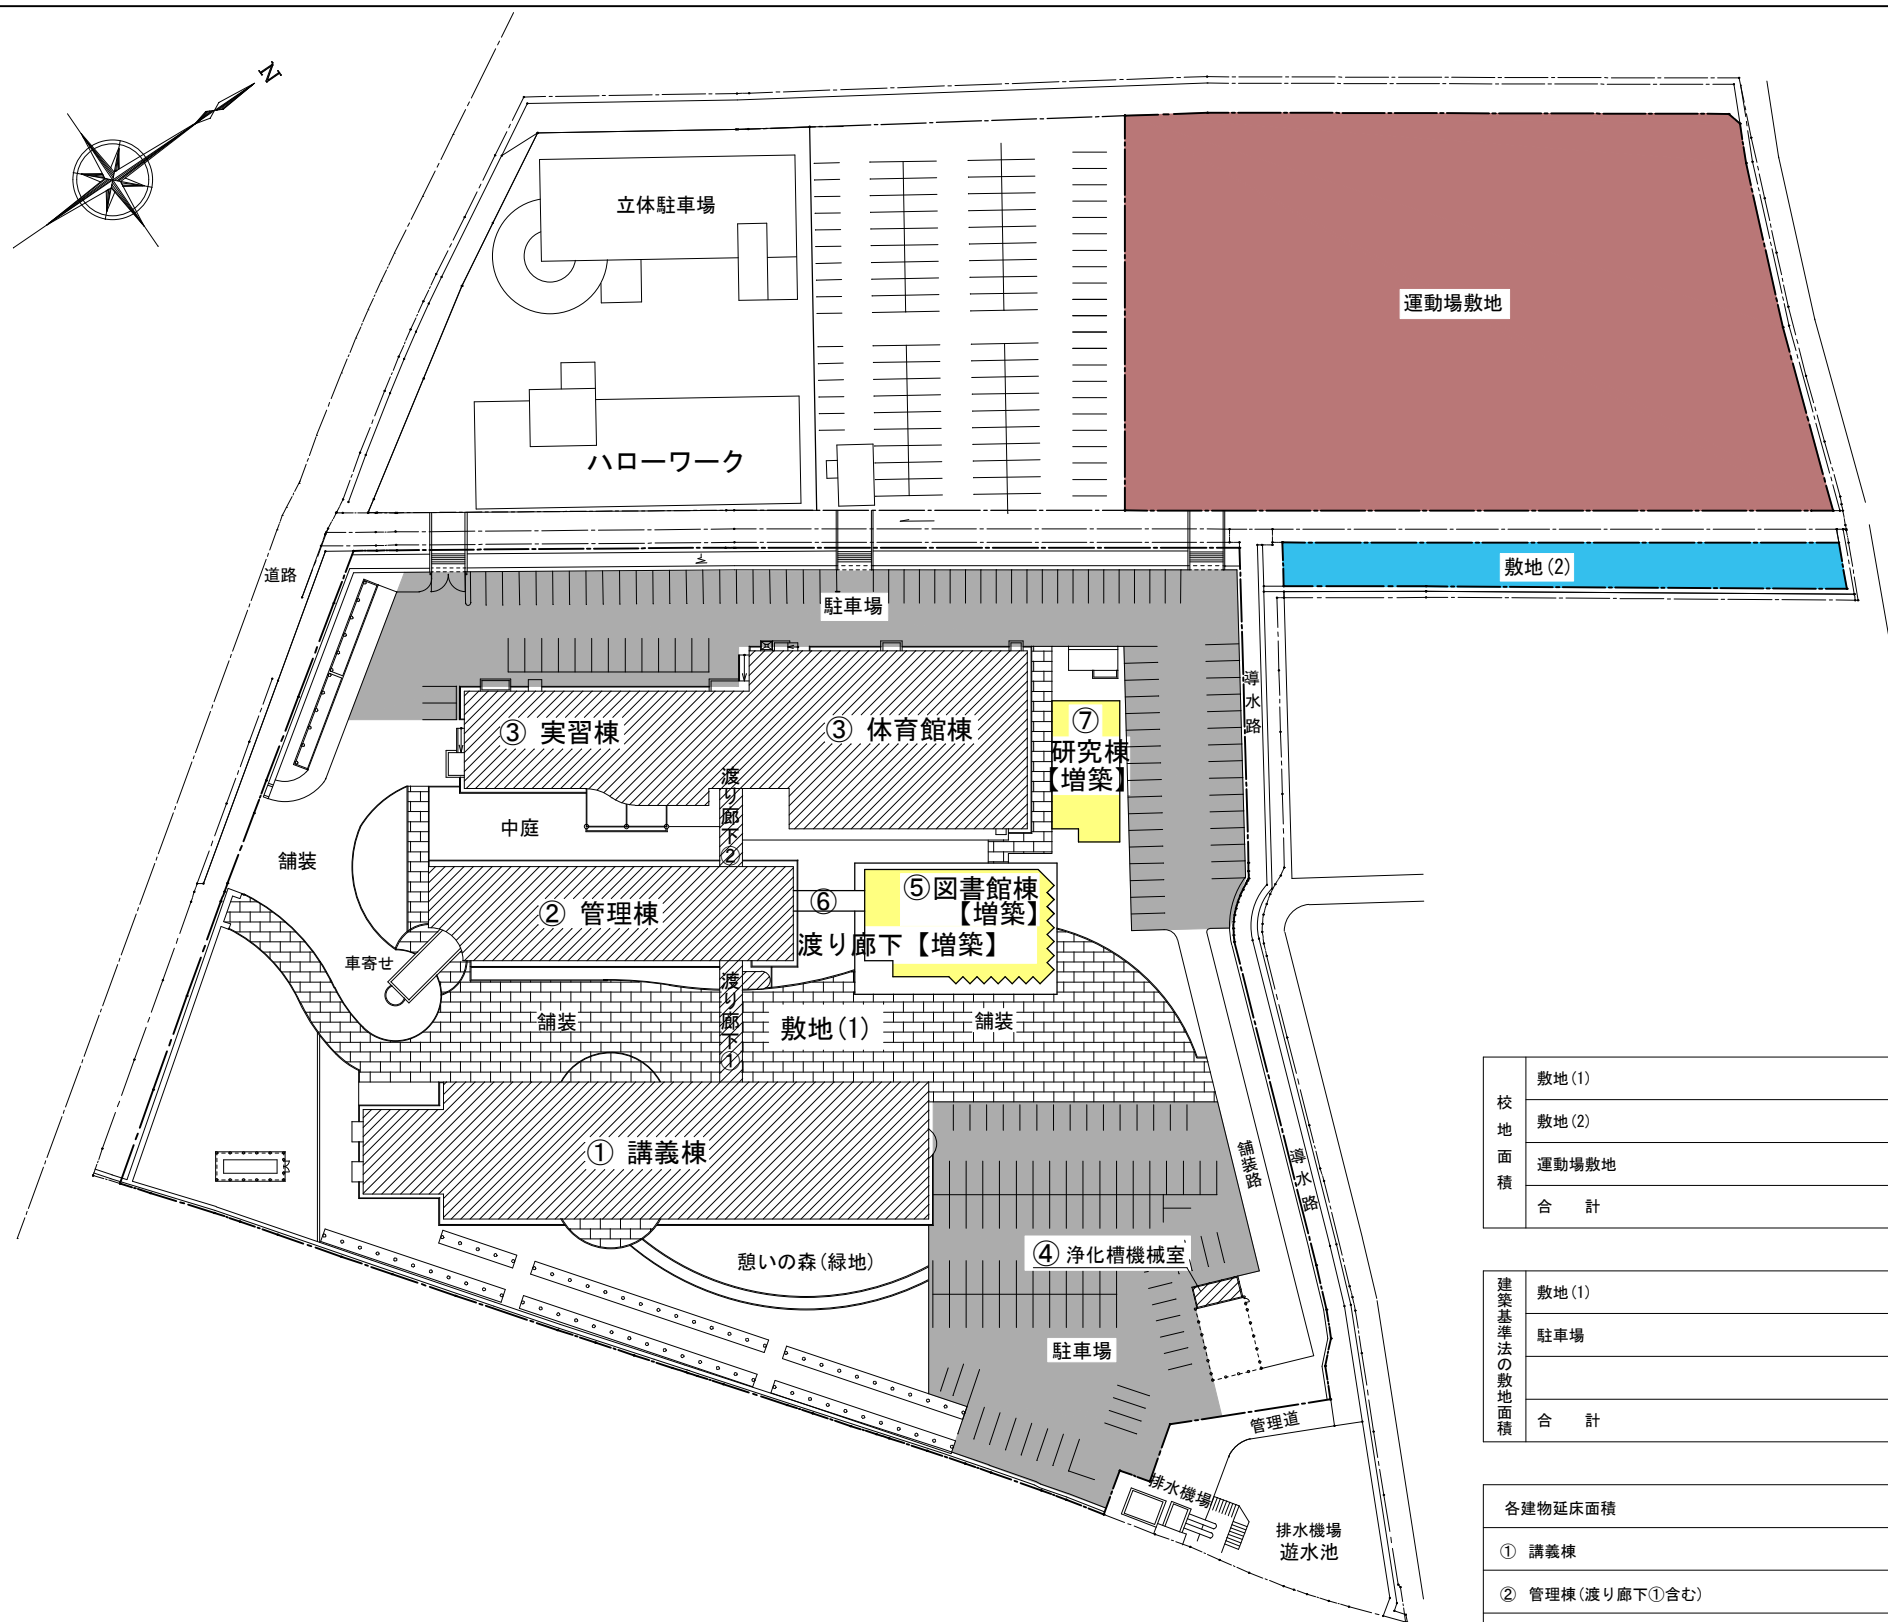 N
立体駐車場
運動場敷地
ハローワーク
敷地(2)
道路
駐車場
導水路
③ 実習棟
③ 体育館棟
⑦
研究棟
【増築】
渡り廊下②
中庭
舗装
② 管理棟
⑥
⑤図書館棟
【増築】
渡り廊下【増築】
車寄せ
渡り廊下①
舗装
敷地(1)
舗装
① 講義棟
舗装路
導水路
憩いの森(緑地)
④ 浄化槽機械室
駐車場
管理道
排水機場
排水機場
遊水池
校地面積
敷地(1)
敷地(2)
運動場敷地
合 計
建築基準法の敷地面積
敷地(1)
駐車場
合 計
各建物延床面積
① 講義棟
② 管理棟(渡り廊下①含む)